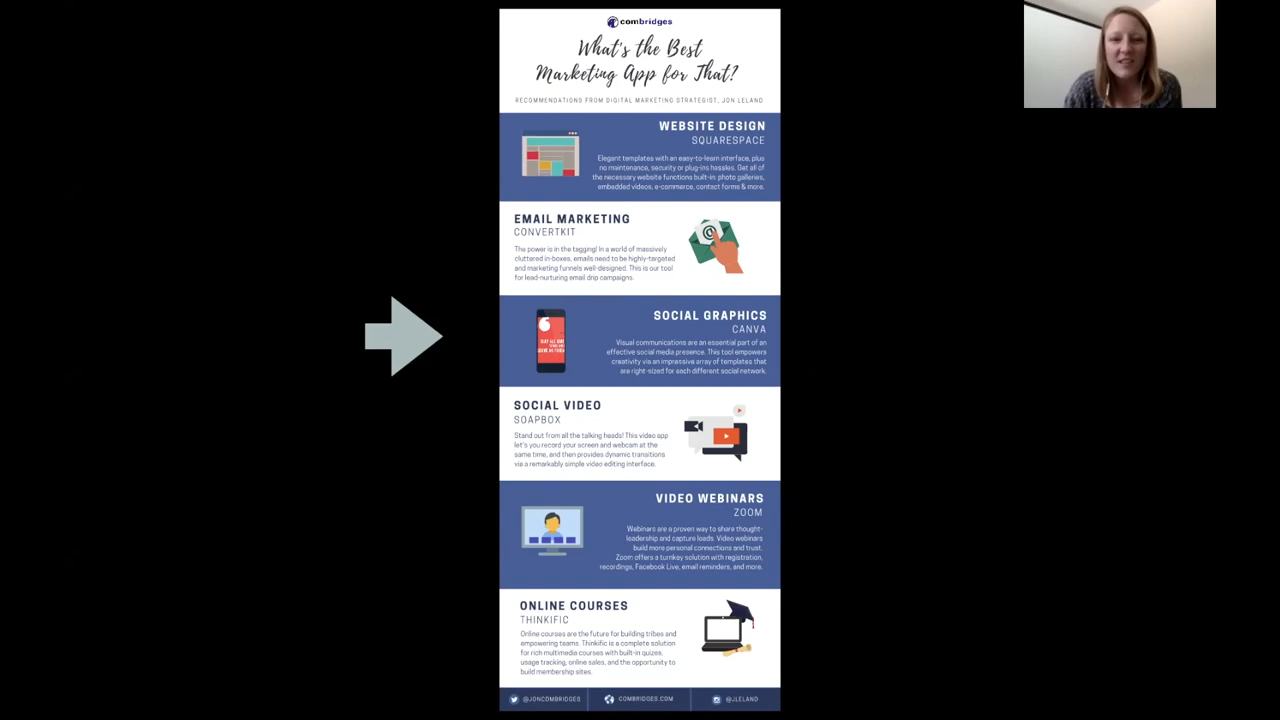 combridges
What's the Best
Marketing App for That?
RECOMMENDATIONS FROM DIGITAL MARKETING STRATEGIST, JON LELAND
WEBSITE DESIGN
SQUARESPACE
Elegant templates with an easy-to-learn interface, plus
no maintenance, security or plug-ins hassles. Get all of
the necessary website functions built-in: photo galleries,
embedded videos, e-commerce, contact forms & more.
EMAIL MARKETING
CONVERTKIT
The power is in the tagging! In a world of massively
cluttered in-boxes, emails need to be highly-targeted
and marketing funnels well-designed. This is our tool
for lead-nurturing email drip campaigns.
SOCIAL GRAPHICS
CANVA
Visual communications are an essential part of an
effective social media presence. This tool empowers
creativity via an impressive array of templates that
are right-sized for each different social network.
SOCIAL VIDEO
SOAPBOX
Stand out from all the talking heads! This video app
let's you record your screen and webcam at the
same time, and then provides dynamic transitions
via a remarkably simple video editing interface.
VIDEO WEBINARS
ZOOM
Webinars are a proven way to share thought-
leadership and capture leads. Video webinars
build more personal connections and trust.
Zoom offers a turnkey solution with registration,
recordings, Facebook Live, email reminders, and more.
ONLINE COURSES
THINKIFIC
Online courses are the future for building tribes and
empowering teams. Thinkific is a complete solution
for rich multimedia courses with built-in quizes,
usage tracking, online sales, and the opportunity to
build membership sites.
@JONCOMBRIDGES
COMBRIDGES.COM
@JLELAND